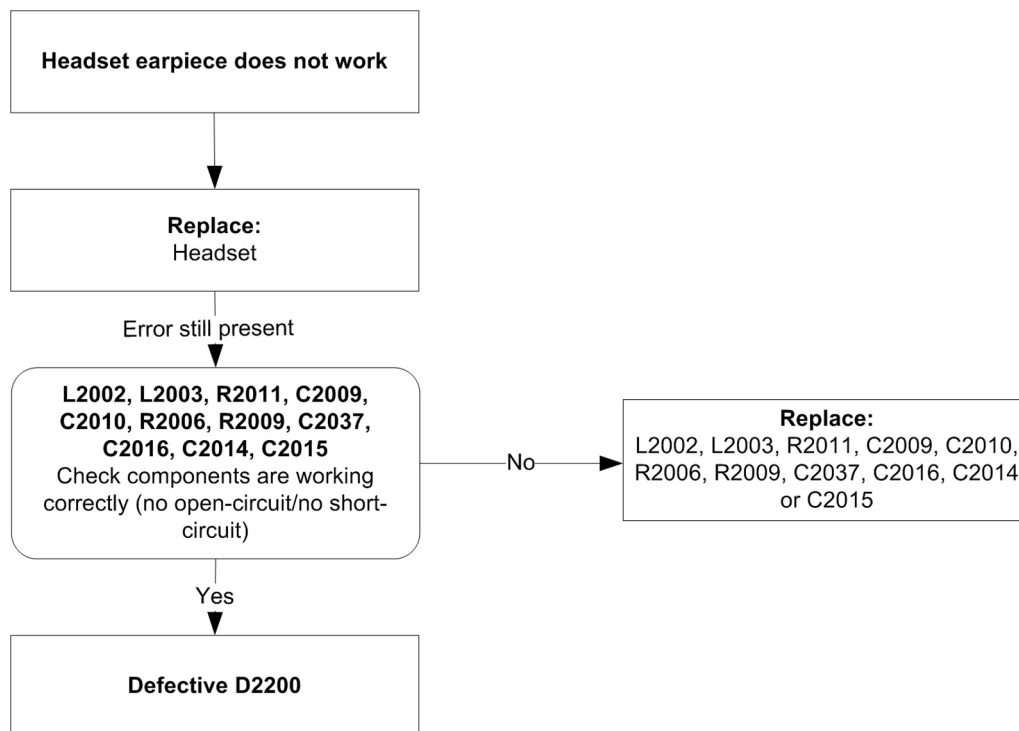 Headset earpiece does not work
Replace:
Headset
Error still present
L2002, L2003, R2011, C2009,
C2010, R2006, R2009, C2037,
C2016, C2014, C2015
Check components are working
correctly (no open-circuit/no short-
circuit)
No
Replace:
L2002, L2003, R2011, C2009, C2010,
R2006, R2009, C2037, C2016, C2014
or C2015
Yes
Defective D2200